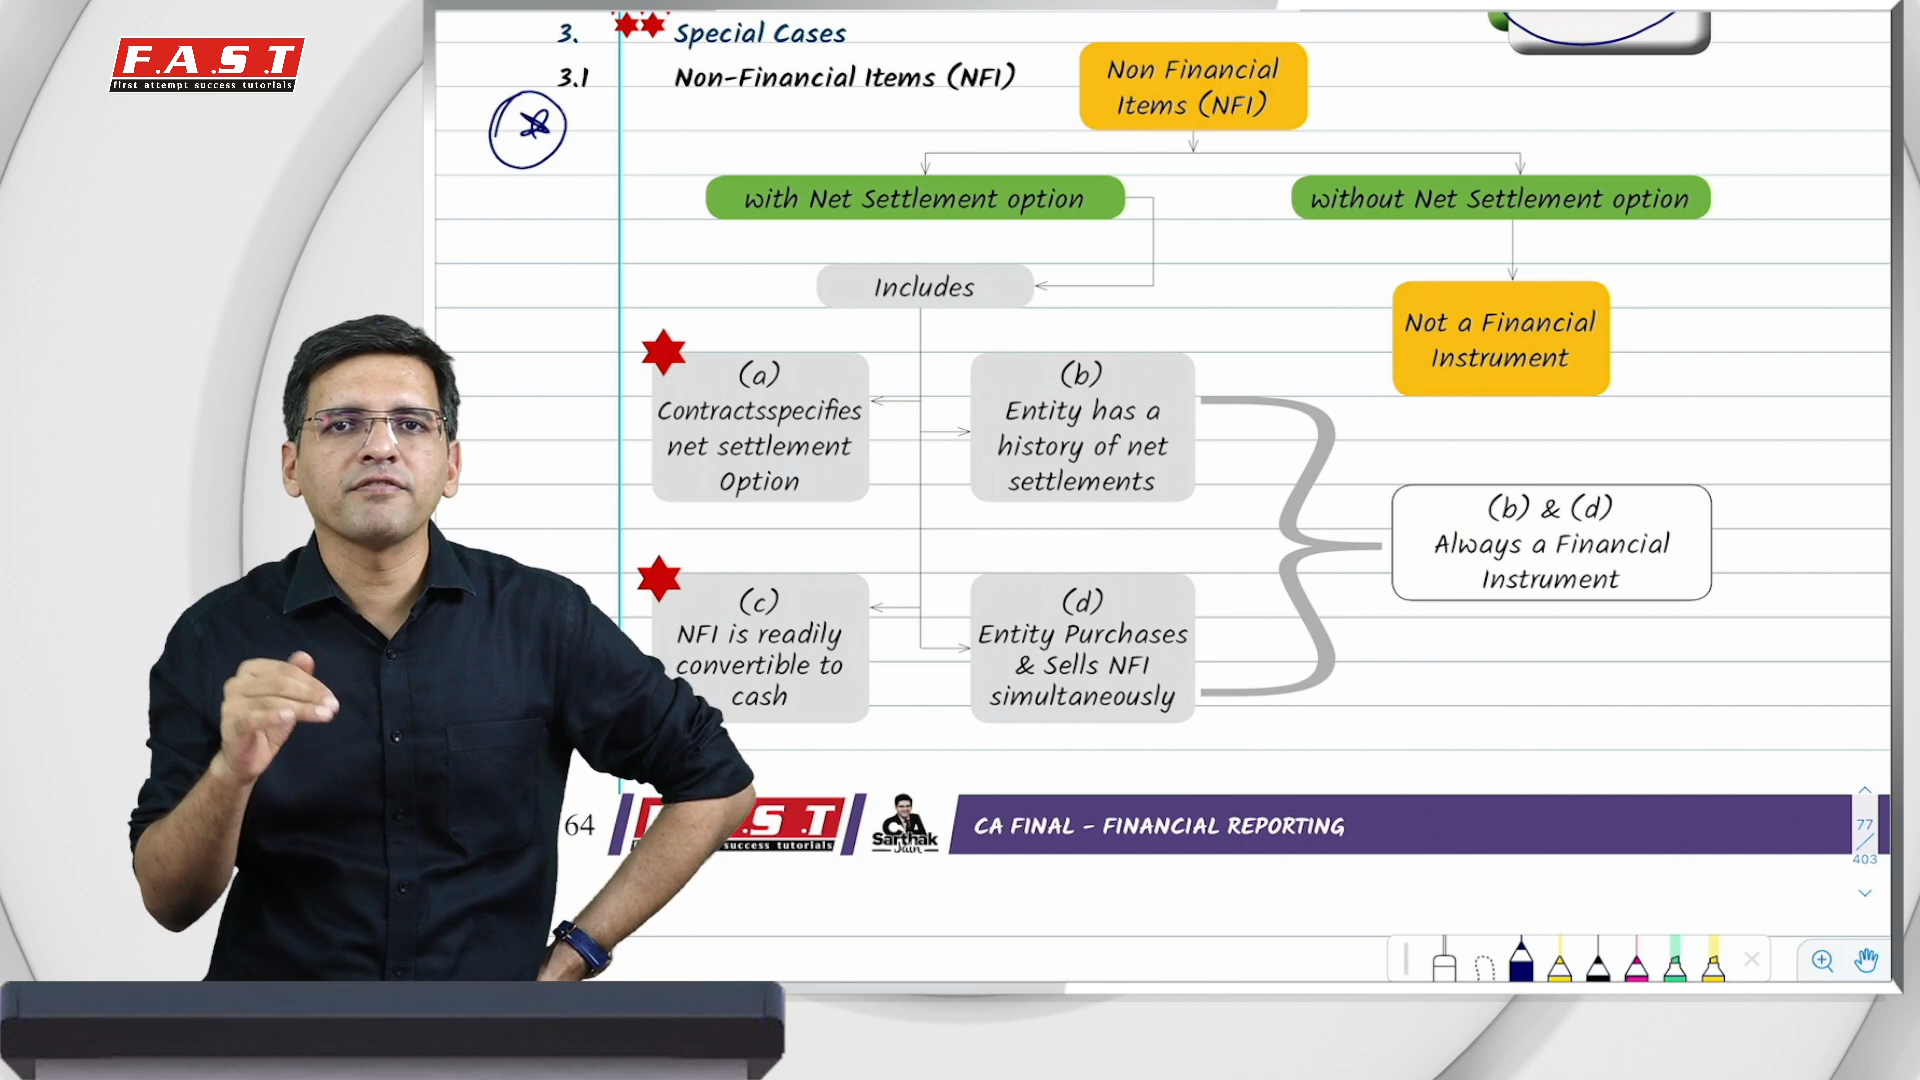 F.A.S.T
first attempt success tutorials
3. Special Cases
3.1 Non-Financial Items (NFI)
Non Financial
Items (NFI)
with Net Settlement option
without Net Settlement option
Includes
Not a Financial
Instrument
(a)
Contractsspecifies
net settlement
Option
(b)
Entity has a
history of net
settlements
(b) & (d)
Always a Financial
Instrument
(c)
NFI is readily
convertible to
cash
(d)
Entity Purchases
& Sells NFI
simultaneously
64
S.T
success tutorials
CA
Sarthak
Jain
CA FINAL - FINANCIAL REPORTING
77
403